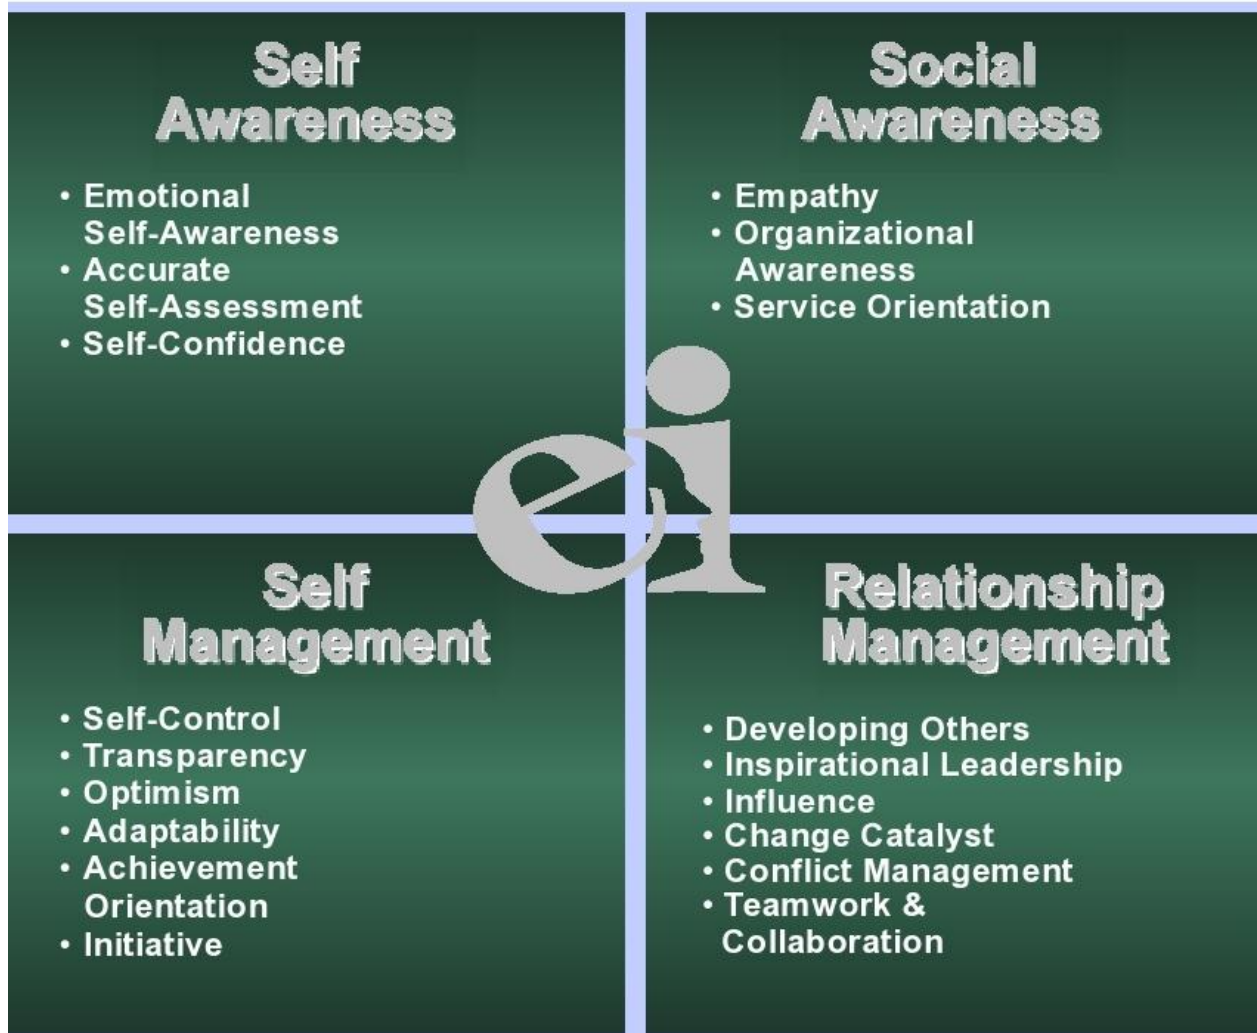 Self
Awareness
• Emotional
Self-Awareness
• Accurate
Self-Assessment
• Self-Confidence
Social
Awareness
• Empathy
• Organizational
Awareness
• Service Orientation
ei
Self
Management
• Self-Control
• Transparency
• Optimism
• Adaptability
• Achievement
Orientation
• Initiative
Relationship
Management
• Developing Others
• Inspirational Leadership
• Influence
• Change Catalyst
• Conflict Management
• Teamwork &
Collaboration